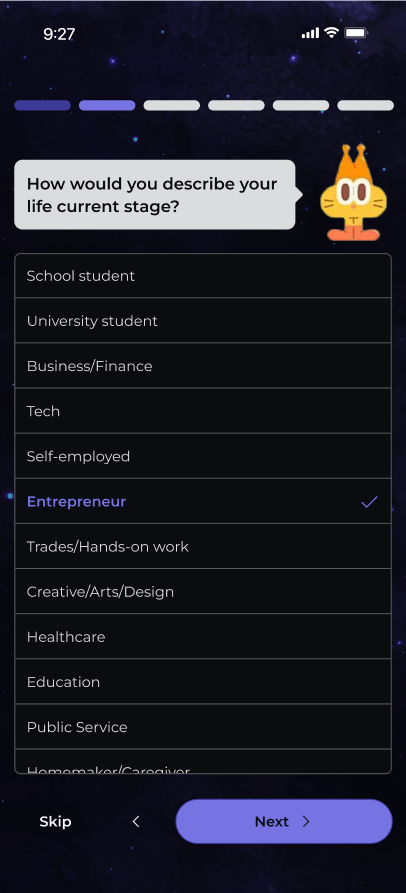 9:27
How would you describe your
life current stage?
School student
University student
Business/Finance
Tech
Self-employed
Entrepreneur
Trades/Hands-on work
Creative/Arts/Design
Healthcare
Education
Public Service
Homemaker/Caregiver
Skip
Next